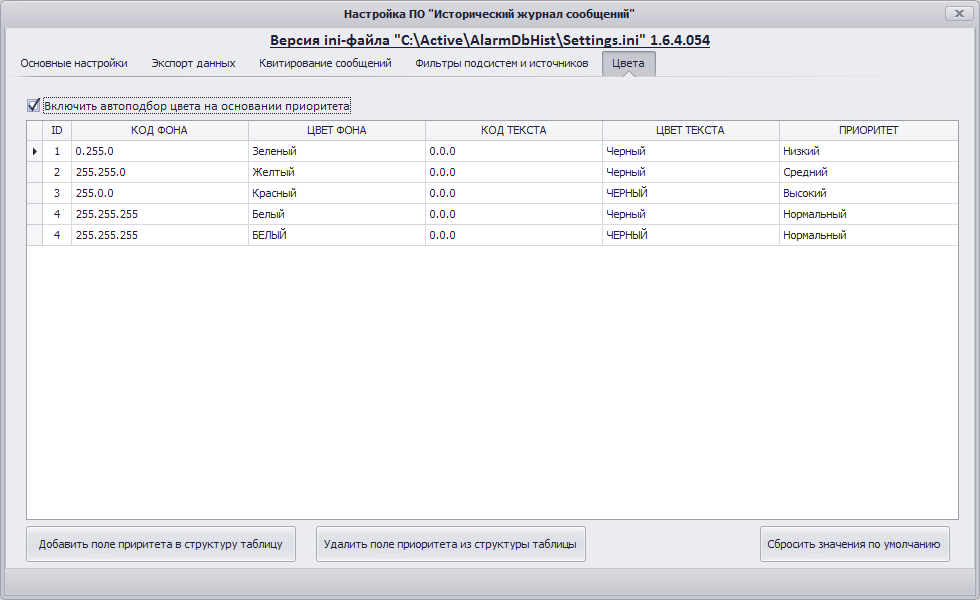 Настройка ПО "Исторический журнал сообщений"
Версия ini-файла "C:\Active\AlarmDbHist\Settings.ini" 1.6.4.054
Основные настройки Экспорт данных Квитирование сообщений Фильтры подсистем и источников Цвета
Включить автоподбор цвета на основании приоритета
ID КОД ФОНА ЦВЕТ ФОНА КОД ТЕКСТА ЦВЕТ ТЕКСТА ПРИОРИТЕТ
1 0.255.0 Зеленый 0.0.0 Черный Низкий
2 255.255.0 Желтый 0.0.0 Черный Средний
3 255.0.0 Красный 0.0.0 ЧЕРНЫЙ Высокий
4 255.255.255 Белый 0.0.0 Черный Нормальный
4 255.255.255 БЕЛЫЙ 0.0.0 ЧЕРНЫЙ Нормальный
Добавить поле приритета в структуру таблицу Удалить поле приоритета из структуры таблицы Сбросить значения по умолчанию